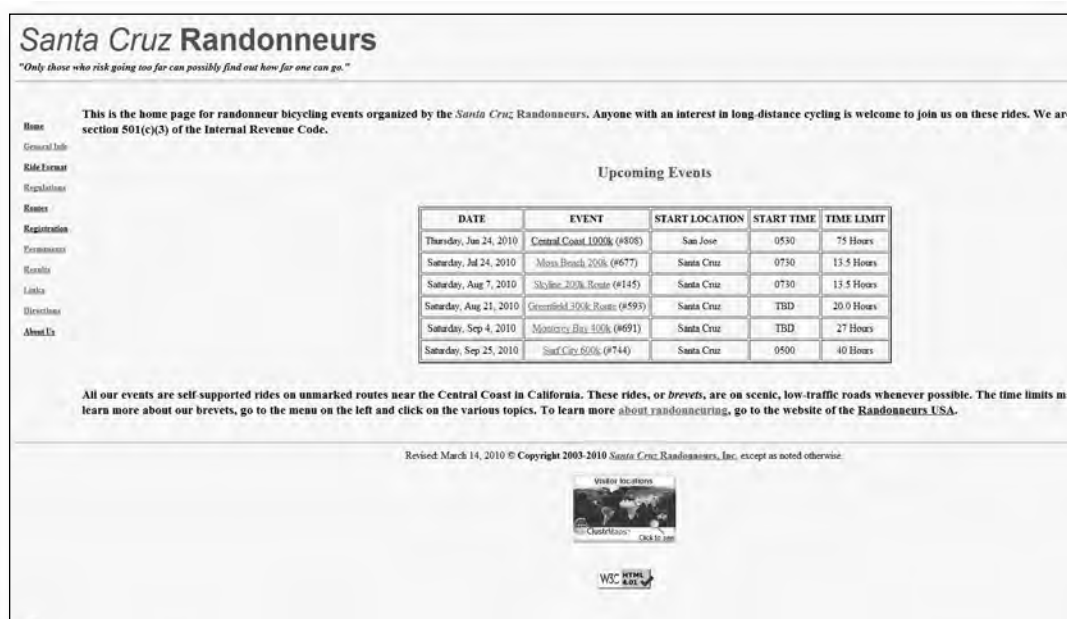 Santa Cruz Randonneurs
"Only those who risk going too far can possibly find out how far one can go."
This is the home page for randonneur bicycling events organized by the Santa Cruz Randonneurs. Anyone with an interest in long-distance cycling is welcome to join us on these rides. We are
section 501(c)(3) of the Internal Revenue Code.
Home
General Info
Ride Format
Regulations
Routes
Registration
Permanents
Results
Links
Directions
About Us
Upcoming Events
DATE EVENT START LOCATION START TIME TIME LIMIT
Thursday, Jun 24, 2010 Central Coast 1000k (#808) San Jose 0530 75 Hours
Saturday, Jul 24, 2010 Moss Beach 200k (#677) Santa Cruz 0730 13.5 Hours
Saturday, Aug 7, 2010 Skyline 200k Route (#145) Santa Cruz 0730 13.5 Hours
Saturday, Aug 21, 2010 Greenfield 300k Route (#593) Santa Cruz TBD 20.0 Hours
Saturday, Sep 4, 2010 Monterey Bay 400k (#691) Santa Cruz TBD 27 Hours
Saturday, Sep 25, 2010 Surf City 600k (#744) Santa Cruz 0500 40 Hours
All our events are self-supported rides on unmarked routes near the Central Coast in California. These rides, or brevets, are on scenic, low-traffic roads whenever possible. The time limits m
learn more about our brevets, go to the menu on the left and click on the various topics. To learn more about randonneuring, go to the website of the Randonneurs USA.
Revised: March 14, 2010 © Copyright 2003-2010 Santa Cruz Randonneurs, Inc. except as noted otherwise.
Visitor locations
ClustrMaps
Click to see
W3C HTML 4.01